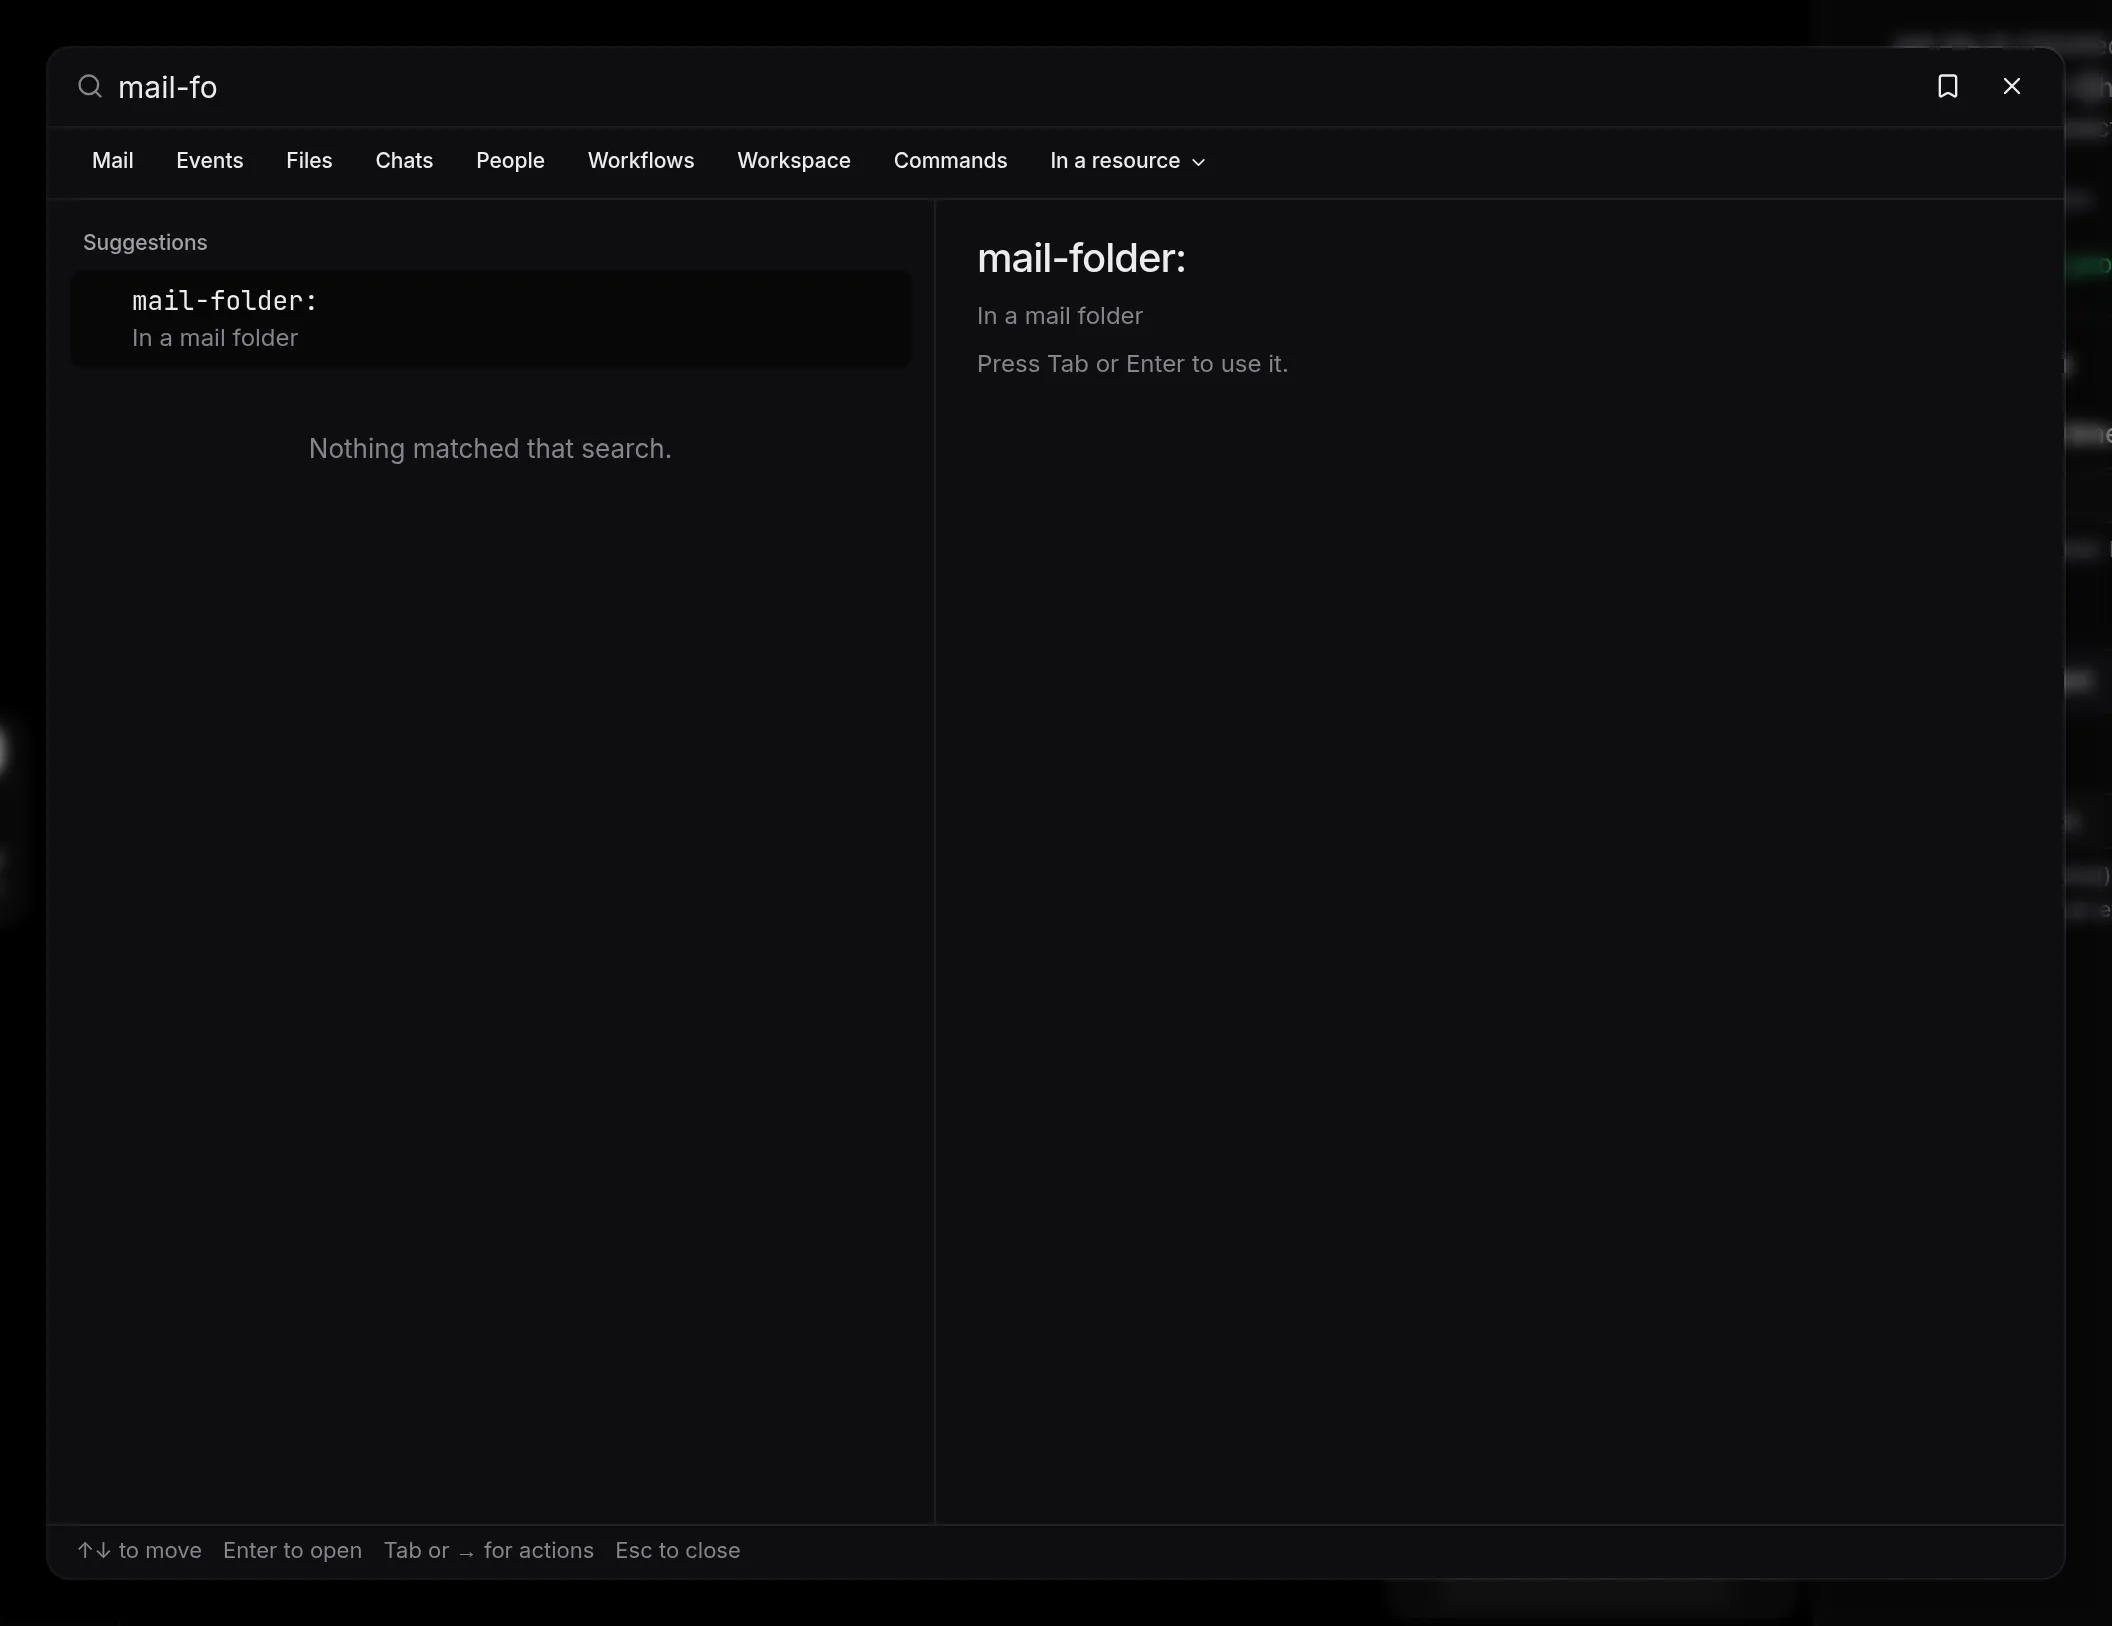 mail-fo
Mail Events Files Chats People Workflows Workspace Commands In a resource
Suggestions
mail-folder:
In a mail folder
Nothing matched that search.
mail-folder:
In a mail folder
Press Tab or Enter to use it.
↑↓ to move Enter to open Tab or → for actions Esc to close